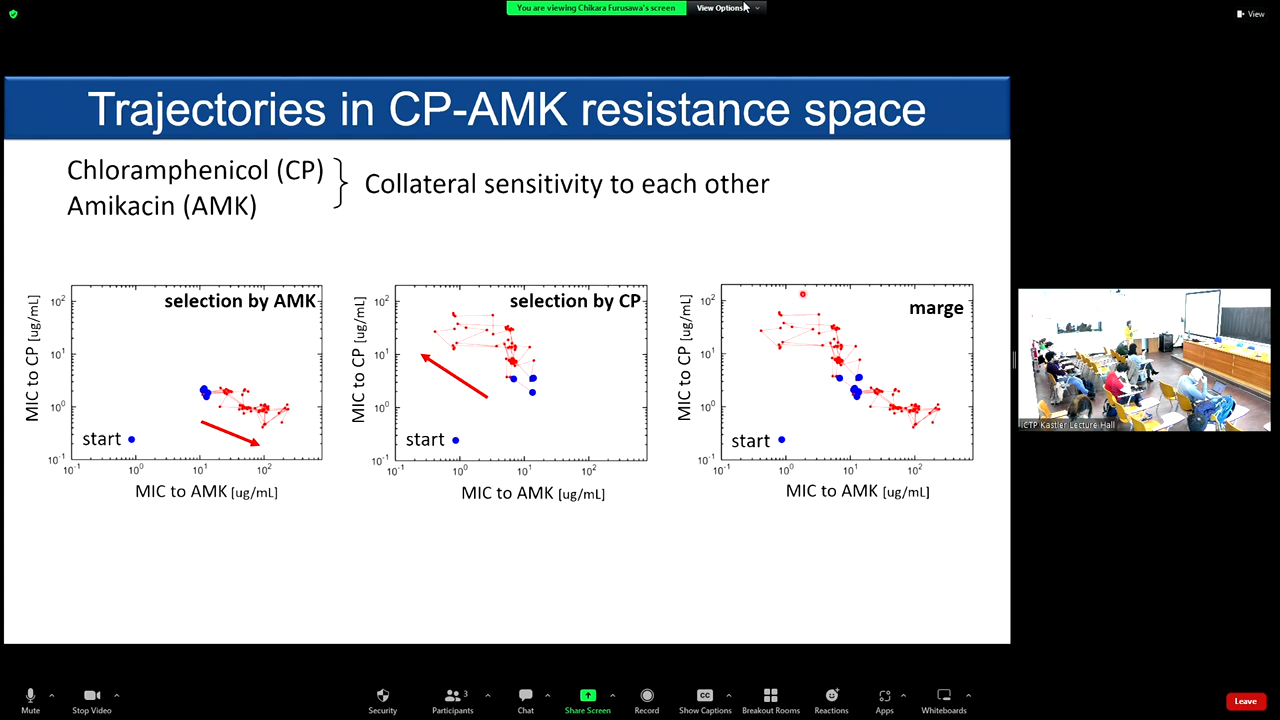 You are viewing Chikara Furusawa's screen
View Options
View
Trajectories in CP-AMK resistance space
Chloramphenicol (CP)
Amikacin (AMK)
Collateral sensitivity to each other
selection by AMK
MIC to CP [ug/mL]
10²
10¹
10⁰
10⁻¹
start
10⁻¹ 10⁰ 10¹ 10²
MIC to AMK [ug/mL]
selection by CP
MIC to CP [ug/mL]
10²
10¹
10⁰
10⁻¹
start
10⁻¹ 10⁰ 10¹ 10²
MIC to AMK [ug/mL]
marge
MIC to CP [ug/mL]
10²
10¹
10⁰
10⁻¹
start
10⁻¹ 10⁰ 10¹ 10²
MIC to AMK [ug/mL]
ICTP Kastler Lecture Hall
Mute
Stop Video
Security
Participants
3
Chat
Share Screen
Record
CC
Show Captions
Breakout Rooms
Reactions
Apps
Whiteboards
Leave